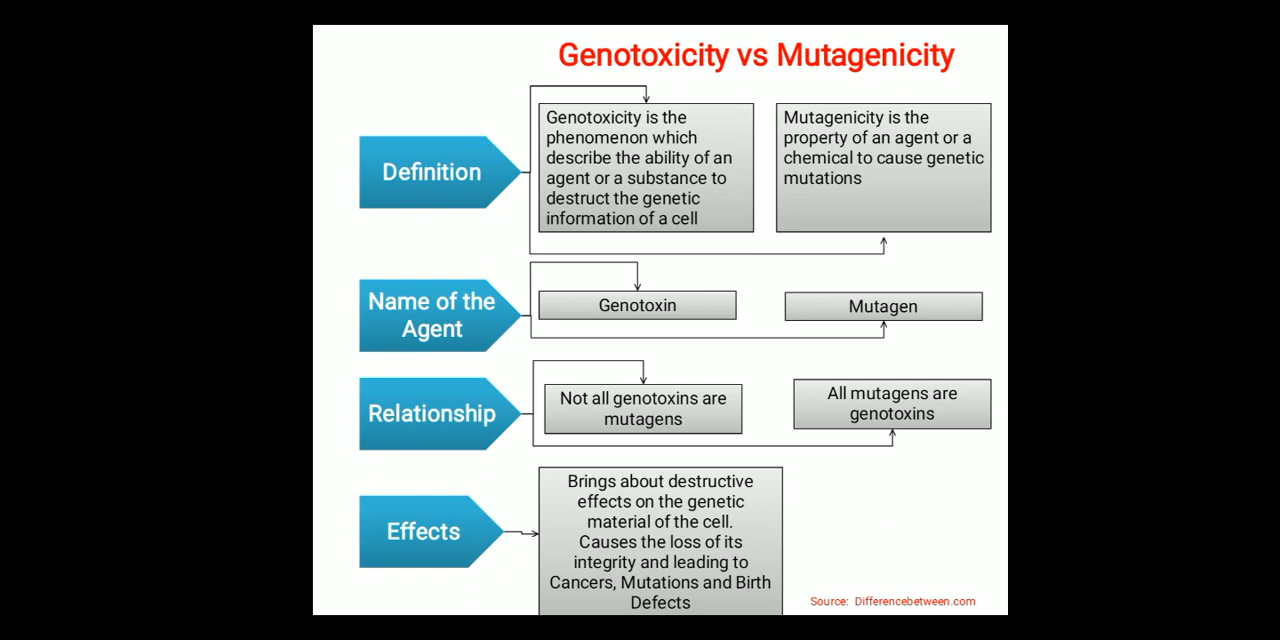 Genotoxicity vs Mutagenicity
Definition
Genotoxicity is the
phenomenon which
describe the ability of an
agent or a substance to
destruct the genetic
information of a cell
Mutagenicity is the
property of an agent or a
chemical to cause genetic
mutations
Name of the
Agent
Genotoxin
Mutagen
Relationship
Not all genotoxins are
mutagens
All mutagens are
genotoxins
Effects
Brings about destructive
effects on the genetic
material of the cell.
Causes the loss of its
integrity and leading to
Cancers, Mutations and Birth
Defects
Source: Differencebetween.com